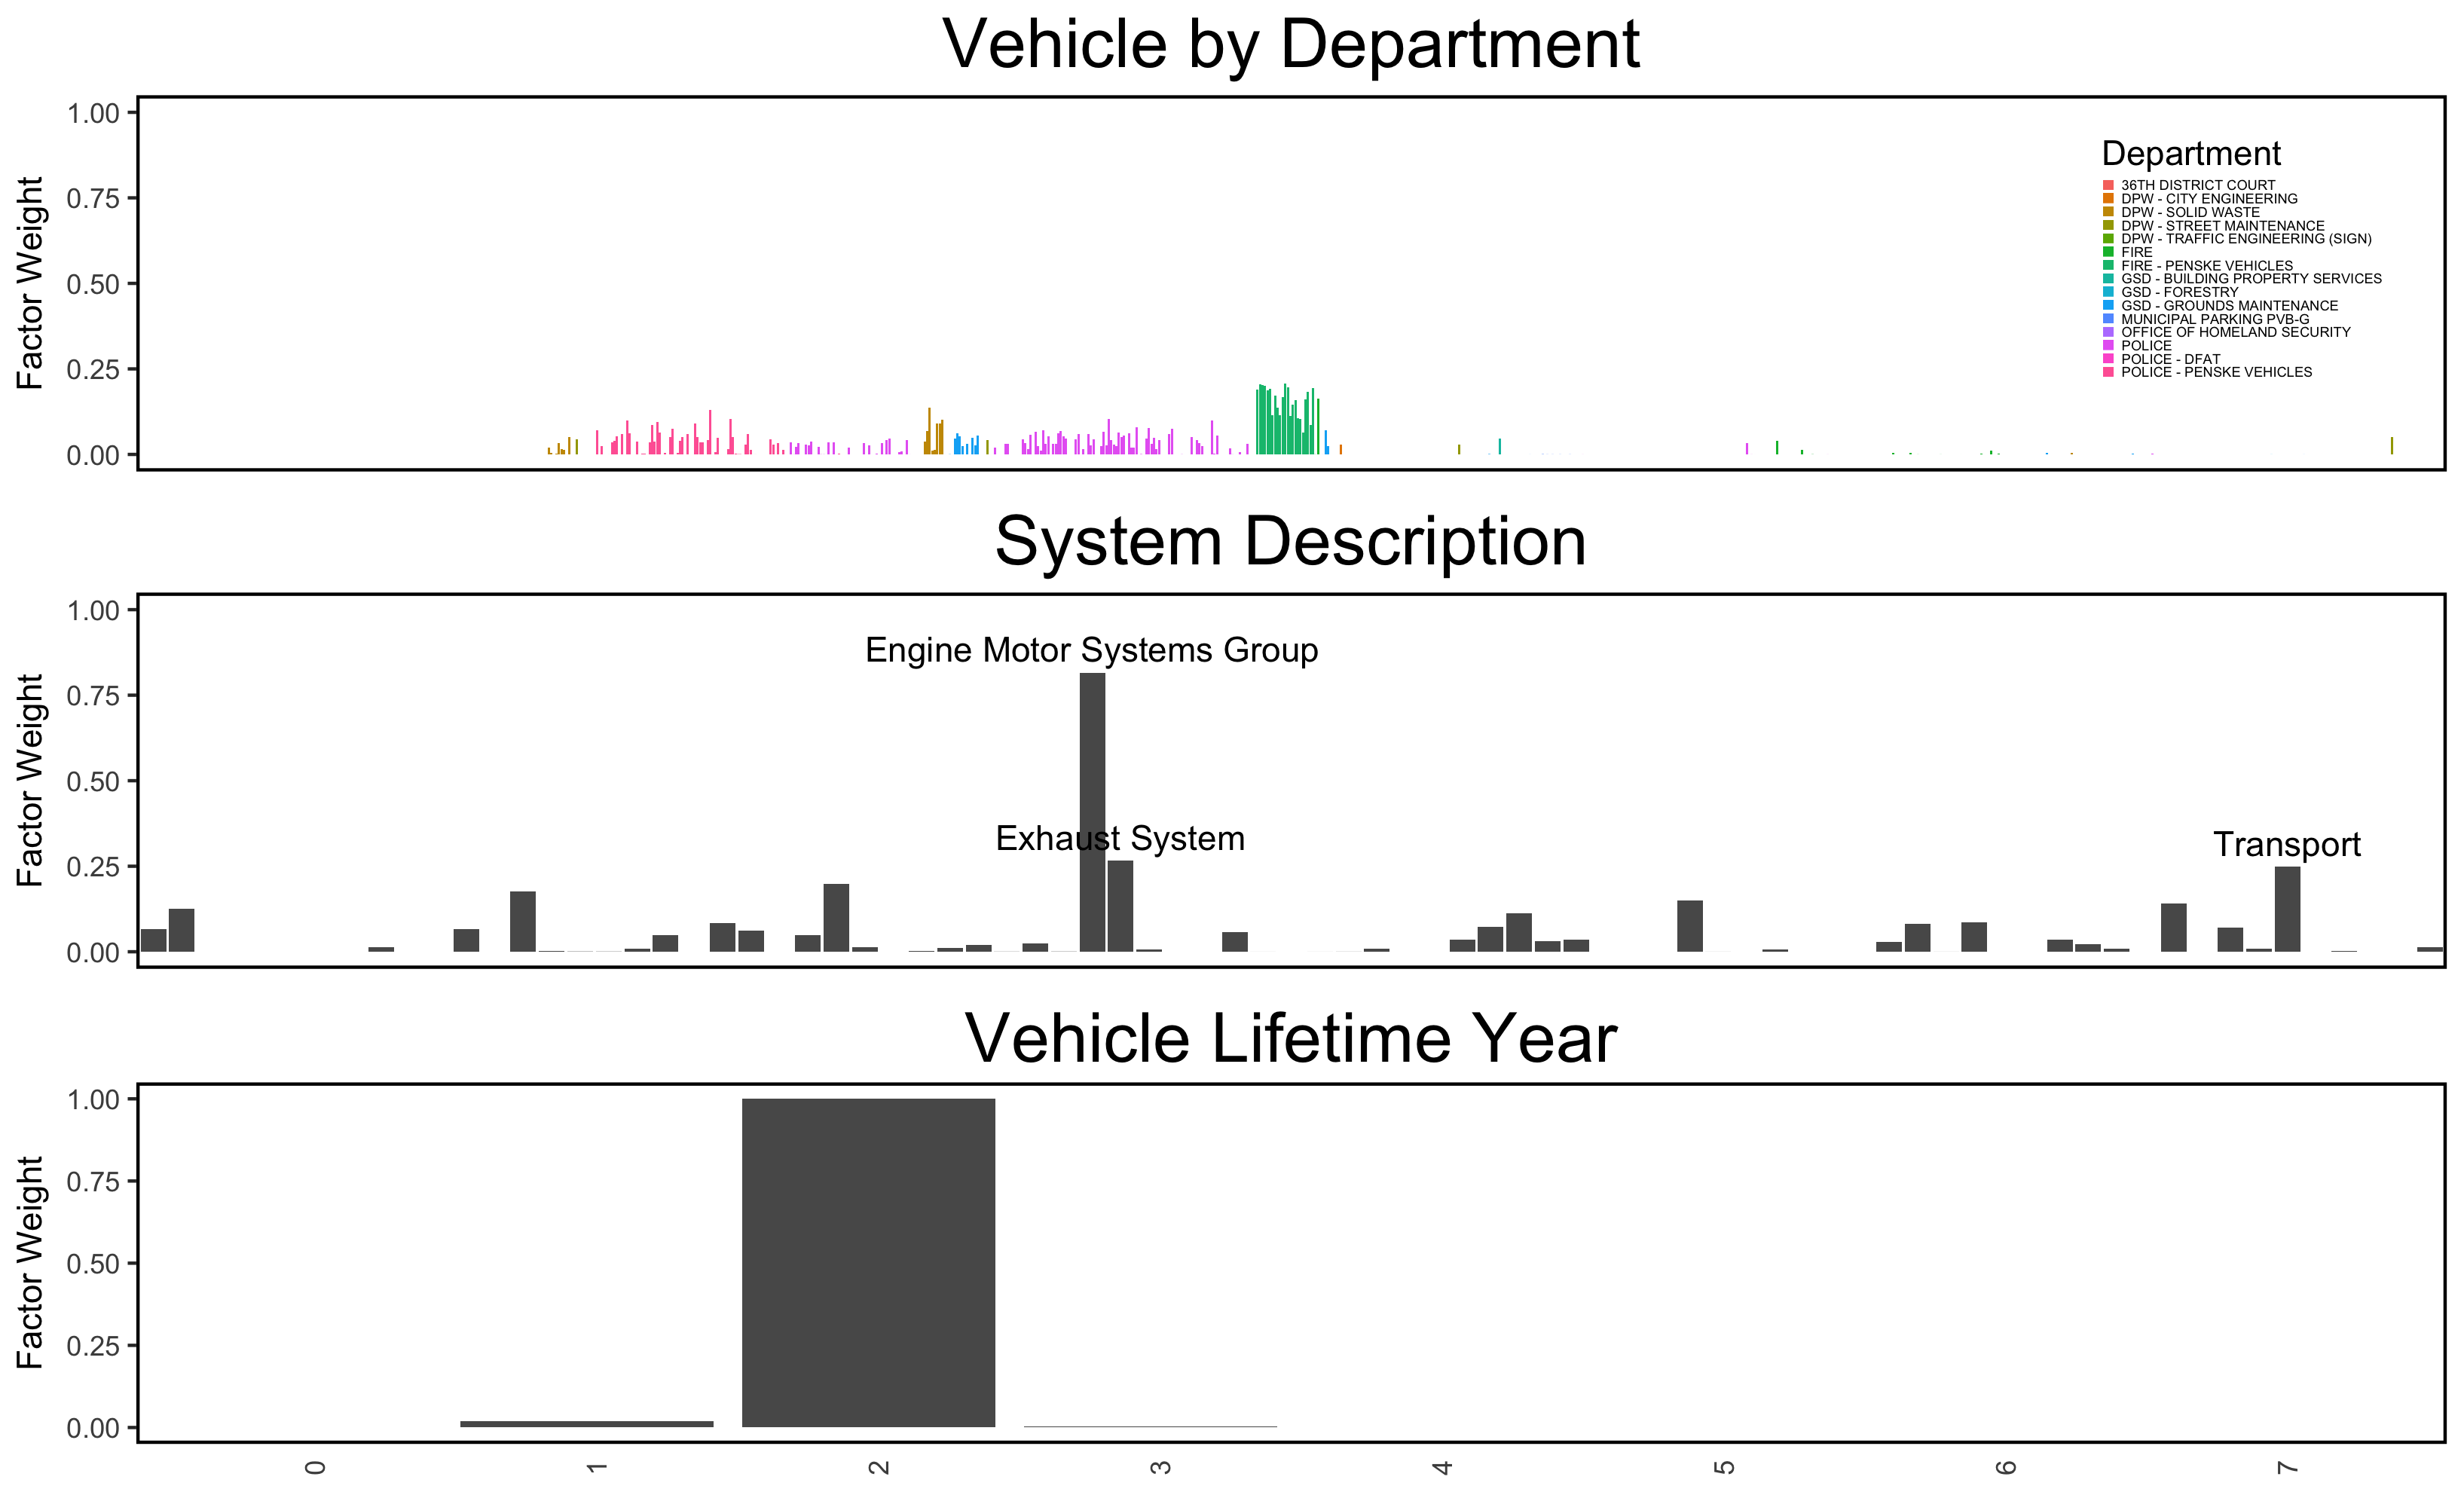 Vehicle by Department
Factor Weight
1.00
0.75
0.50
0.25
0.00
Department
36TH DISTRICT COURT
DPW - CITY ENGINEERING
DPW - SOLID WASTE
DPW - STREET MAINTENANCE
DPW - TRAFFIC ENGINEERING (SIGN)
FIRE
FIRE - PENSKE VEHICLES
GSD - BUILDING PROPERTY SERVICES
GSD - FORESTRY
GSD - GROUNDS MAINTENANCE
MUNICIPAL PARKING PVB-G
OFFICE OF HOMELAND SECURITY
POLICE
POLICE - DFAT
POLICE - PENSKE VEHICLES
System Description
Factor Weight
1.00
0.75
0.50
0.25
0.00
Engine Motor Systems Group
Exhaust System
Transport
Vehicle Lifetime Year
Factor Weight
1.00
0.75
0.50
0.25
0.00
0 1 2 3 4 5 6 7